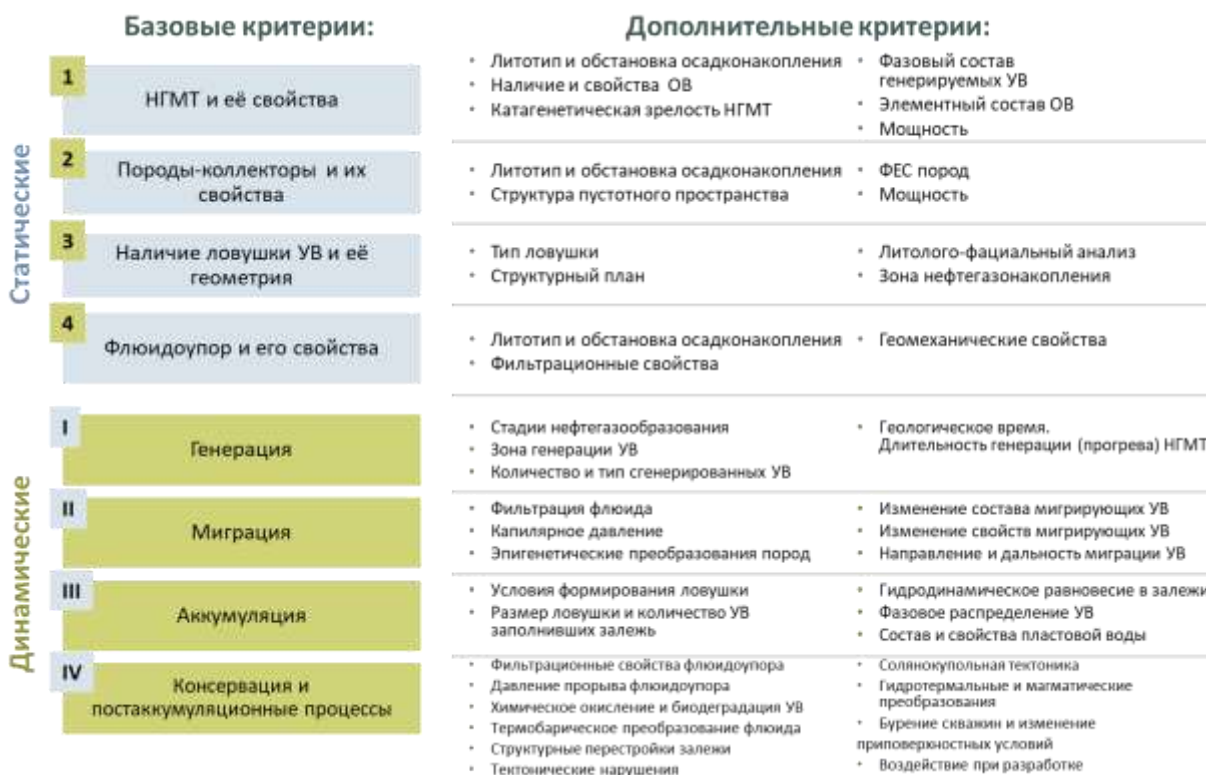 Базовые критерии:
Дополнительные критерии:
Статические
1
НГМТ и её свойства
Литотип и обстановка осадконакопления
Наличие и свойства ОВ
Катагенетическая зрелость НГМТ
Фазовый состав
генерируемых УВ
Элементный состав ОВ
Мощность
2
Породы-коллекторы и их
свойства
Литотип и обстановка осадконакопления
Структура пустотного пространства
ФЕС пород
Мощность
3
Наличие ловушки УВ и её
геометрия
Тип ловушки
Структурный план
Литолого-фациальный анализ
Зона нефтегазонакопления
4
Флюидоупор и его свойства
Литотип и обстановка осадконакопления
Фильтрационные свойства
Геомеханические свойства
Динамические
I
Генерация
Стадии нефтегазообразования
Зона генерации УВ
Количество и тип сгенерированных УВ
Геологическое время.
Длительность генерации (прогрева) НГМТ
II
Миграция
Фильтрация флюида
Капилярное давление
Эпигенетические преобразования пород
Изменение состава мигрирующих УВ
Изменение свойств мигрирующих УВ
Направление и дальность миграции УВ
III
Аккумуляция
Условия формирования ловушки
Размер ловушки и количество УВ
заполнивших залежь
Гидродинамическое равновесие в залежи
Фазовое распределение УВ
Состав и свойства пластовой воды
IV
Консервация и
постаккумуляционные процессы
Фильтрационные свойства флюидоупора
Давление прорыва флюидоупора
Химическое окисление и биодеградация УВ
Термобарическое преобразование флюида
Структурные перестройки залежи
Тектонические нарушения
Солянокупольная тектоника
Гидротермальные и магматические
преобразования
Бурение скважин и изменение
приповерхностных условий
Воздействие при разработке